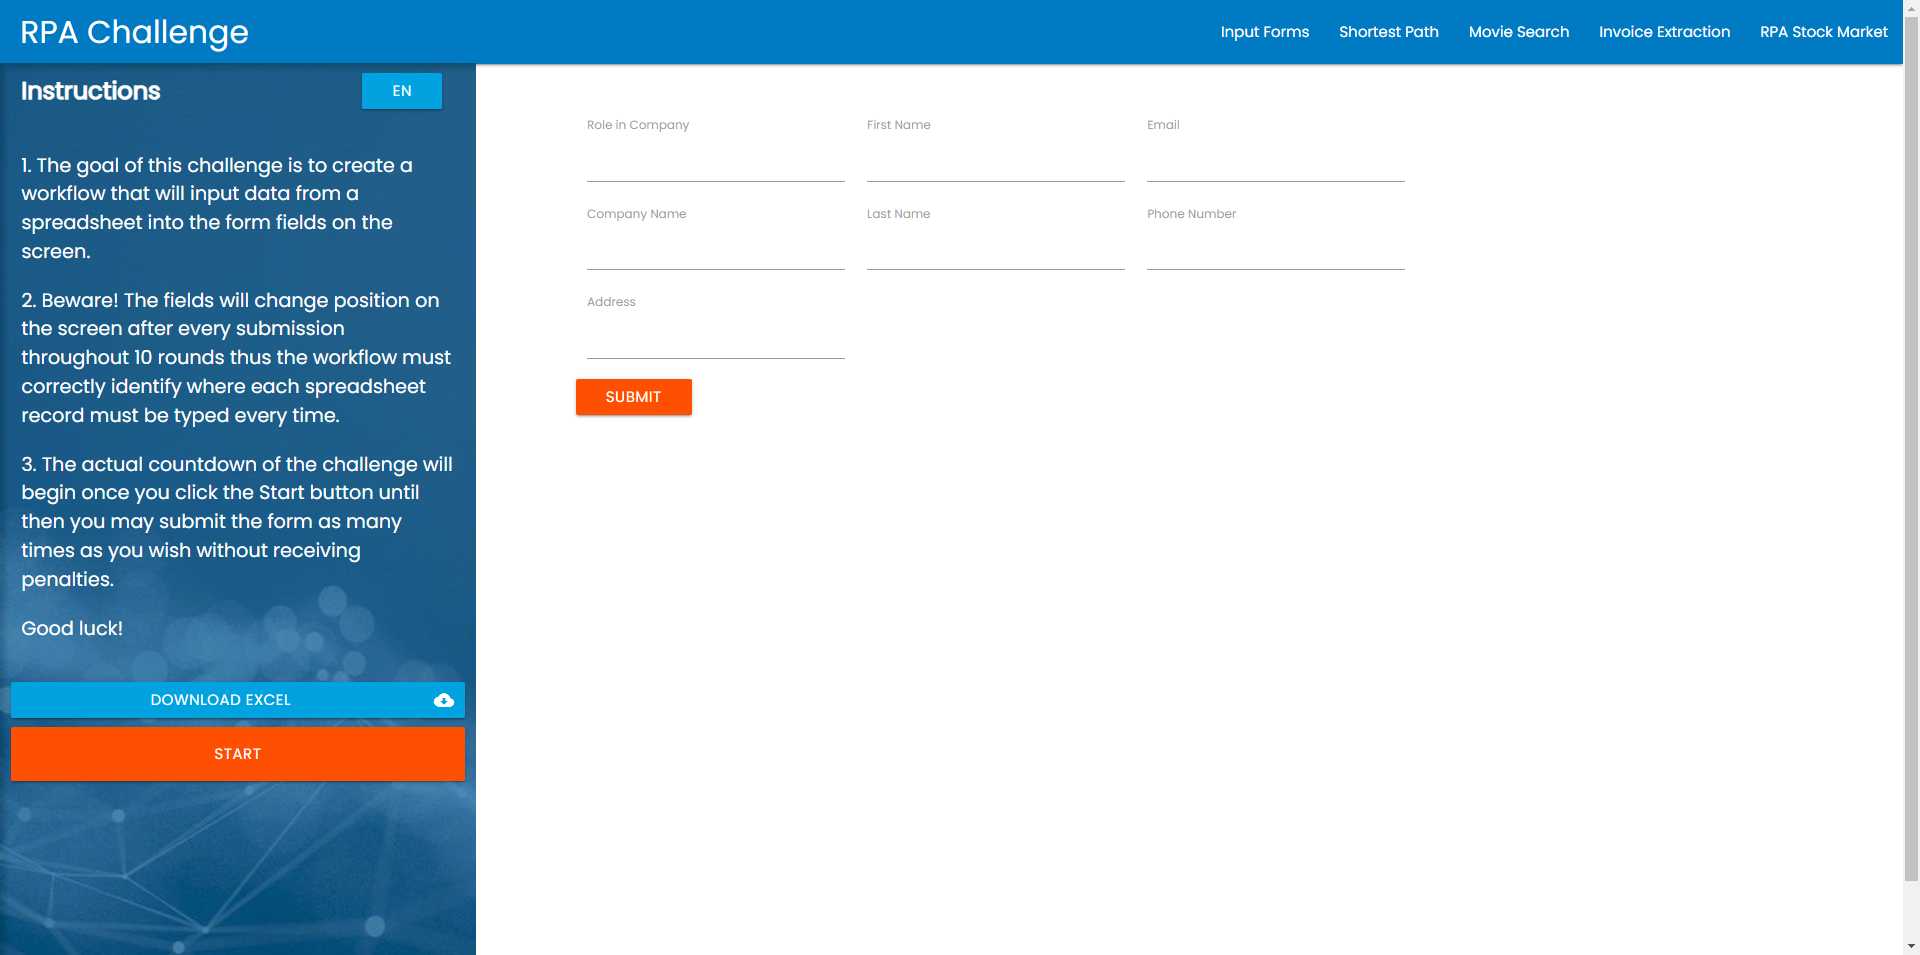 RPA Challenge
Input Forms
Shortest Path
Movie Search
Invoice Extraction
RPA Stock Market
Instructions
EN
1. The goal of this challenge is to create a
workflow that will input data from a
spreadsheet into the form fields on the
screen.
2. Beware! The fields will change position on
the screen after every submission
throughout 10 rounds thus the workflow must
correctly identify where each spreadsheet
record must be typed every time.
3. The actual countdown of the challenge will
begin once you click the Start button until
then you may submit the form as many
times as you wish without receiving
penalties.
Good luck!
DOWNLOAD EXCEL
START
Role in Company
First Name
Email
Company Name
Last Name
Phone Number
Address
SUBMIT